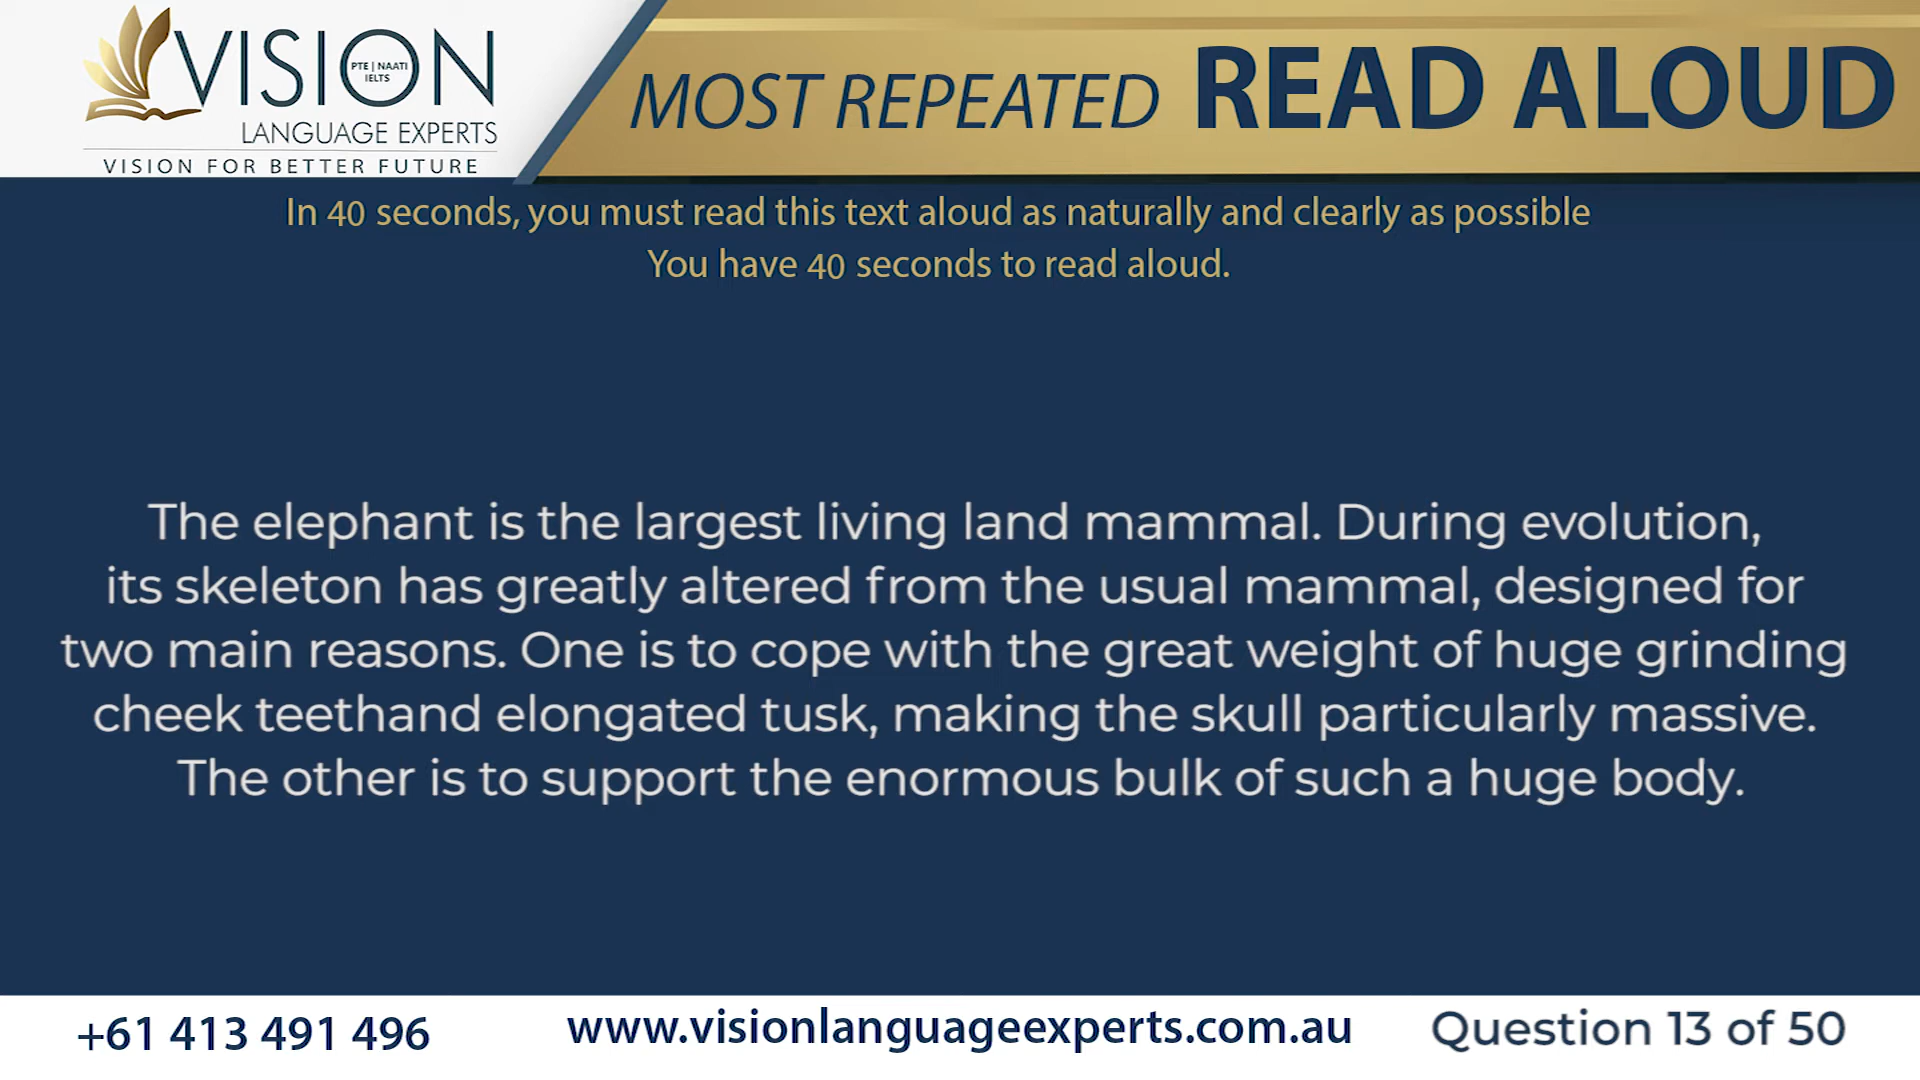 VISION
PTE | NAATI
IELTS
LANGUAGE EXPERTS
VISION FOR BETTER FUTURE
MOST REPEATED READ ALOUD
In 40 seconds, you must read this text aloud as naturally and clearly as possible
You have 40 seconds to read aloud.
The elephant is the largest living land mammal. During evolution,
its skeleton has greatly altered from the usual mammal, designed for
two main reasons. One is to cope with the great weight of huge grinding
cheek teethand elongated tusk, making the skull particularly massive.
The other is to support the enormous bulk of such a huge body.
+61 413 491 496
www.visionlanguageexperts.com.au
Question 13 of 50